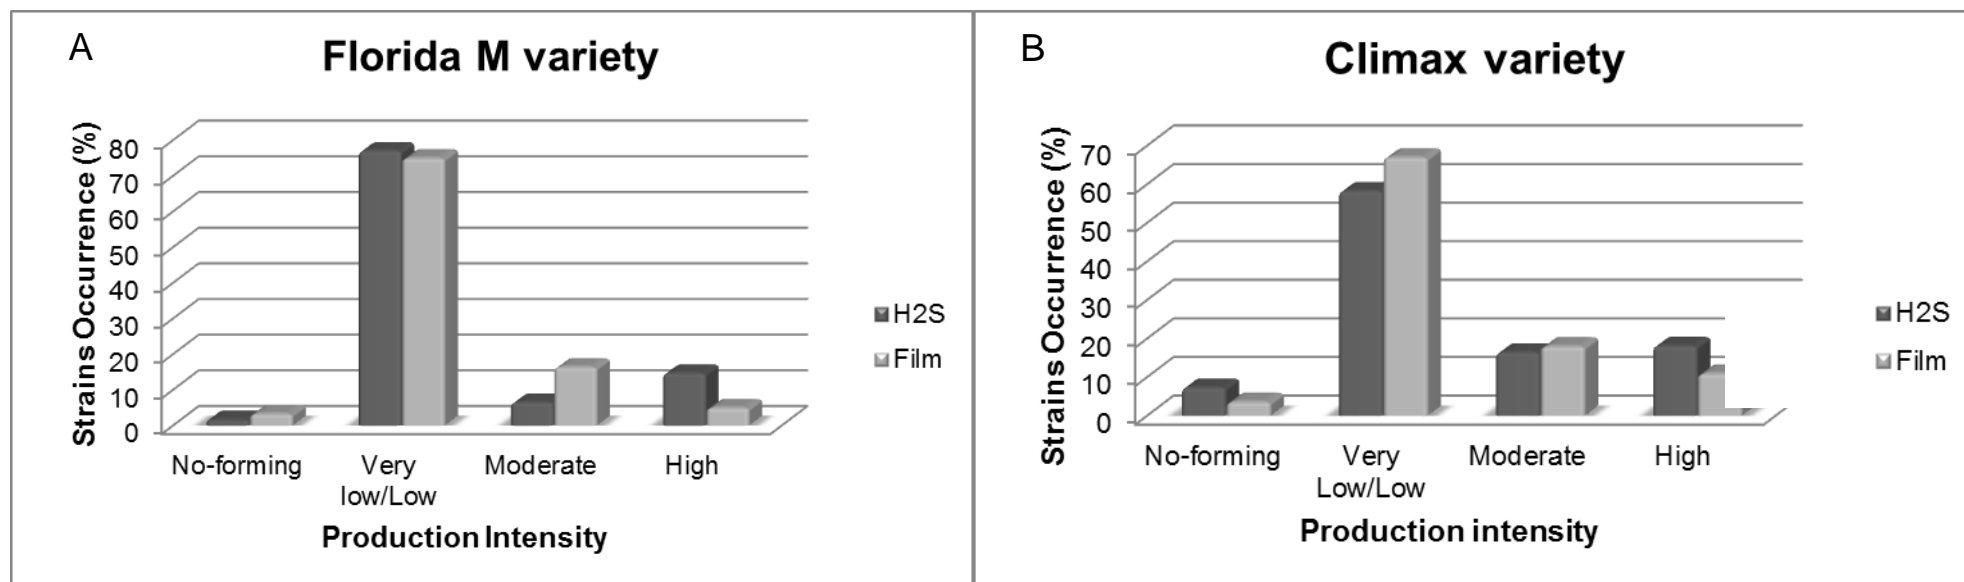 A
Florida M variety
Strains Occurrence (%)
80
70
60
50
40
30
20
10
0
No-forming
Very
low/Low
Moderate
High
Production Intensity
H2S
Film
B
Climax variety
Strains Occurrence (%)
70
60
50
40
30
20
10
0
No-forming
Very
Low/Low
Moderate
High
Production intensity
H2S
Film